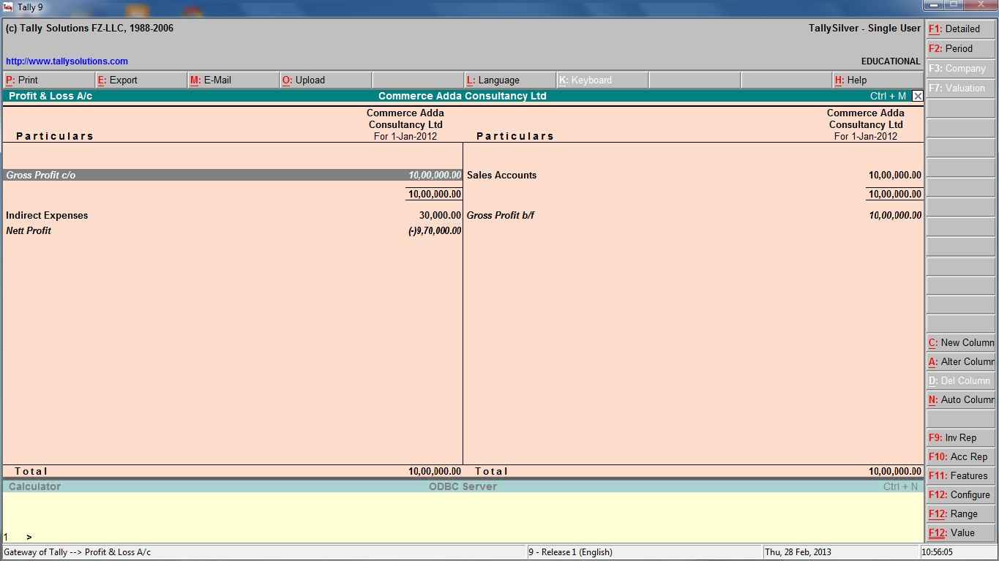 Tally 9
(c) Tally Solutions FZ-LLC, 1988-2006 TallySilver - Single User
http://www.tallysolutions.com EDUCATIONAL
P: Print E: Export M: E-Mail O: Upload L: Language K: Keyboard H: Help
Profit & Loss A/c Commerce Adda Consultancy Ltd Ctrl + M
Commerce Adda Commerce Adda
Consultancy Ltd Consultancy Ltd
Particulars For 1-Jan-2012 Particulars For 1-Jan-2012
Gross Profit c/o 10,00,000.00 Sales Accounts 10,00,000.00
10,00,000.00 10,00,000.00
Indirect Expenses 30,000.00 Gross Profit b/f 10,00,000.00
Nett Profit (-)9,70,000.00
Total 10,00,000.00 Total 10,00,000.00
Calculator ODBC Server Ctrl + N
1 >
Gateway of Tally --> Profit & Loss A/c 9 - Release 1 (English) Thu, 28 Feb, 2013 10:56:05
F1: Detailed
F2: Period
F3: Company
F7: Valuation
C: New Column
A: Alter Column
D: Del Column
N: Auto Column
F9: Inv Rep
F10: Acc Rep
F11: Features
F12: Configure
F12: Range
F12: Value